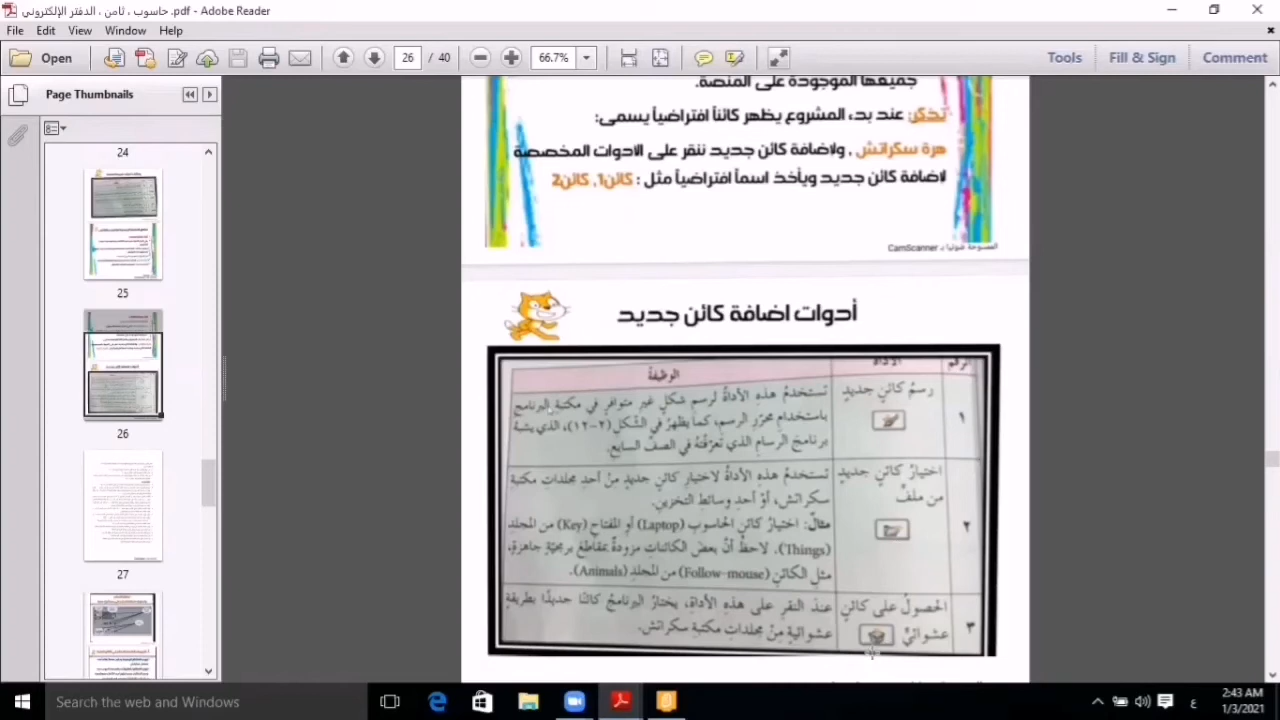 حاسوب ، ثامن ، الدفتر الإلكتروني.pdf - Adobe Reader
File Edit View Window Help
Open 26 / 40 66.7% Tools Fill & Sign Comment
Page Thumbnails
24
25
26
27
جميعها الموجودة على المنصة.
تذكر: عند بدء المشروع يظهر كائناً افتراضياً يسمى:
هرة سكراتش , ولاضافة كائن جديد ننقر على الادوات المخصصة
لاضافة كائن جديد ويأخذ اسماً افتراضياً مثل : كائن1, كائن2
الممسوحة ضوئيا بـ CamScanner
أدوات اضافة كائن جديد
الرقم الأداة الوظيفة
١ رسم كائن جديد
تستخدم هذه الأداة لرسم شكل غير متوافر في مكتبة البرنامج
باستخدام محرر الرسم، كما يظهر في الشكل (٢-١٢)، الذي يشبه
برنامج الرسام الذي تعرفته في الصف السابع.
٢ اختيار كائن جديد
من ملف
تستخدم هذه الأداة لاختيار كائن جديد من أحد مجلدات مكتبة
سكراتش، أو أحد وسائط التخزين.
مثال: اختيار كائن الحاسوب (Laptop) أو المفتاح من المجلد
(Things). لاحظ أن بعض الكائنات مزودة بمقاطع برمجية جاهزة،
مثل الكائن (Follow-mouse) من المجلد (Animals).
٣ الحصول على كائن
عشوائي
عند النقر على هذه الأداة، يختار البرنامج كائنا جديدا بطريقة
عشوائية من مجلدات مكتبة سكراتش.
Search the web and Windows
ع
2:43 AM
1/3/2021